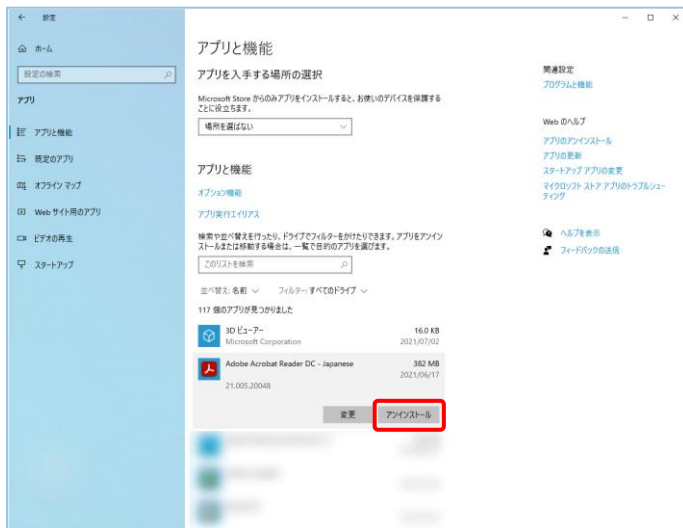 ← 設定
ホーム
設定の検索
アプリ
アプリと機能
既定のアプリ
オフライン マップ
Web サイト用のアプリ
ビデオの再生
スタートアップ
アプリと機能
アプリを入手する場所の選択
Microsoft Store からのみアプリをインストールすると、お使いのデバイスを保護する
ことに役立ちます。
場所を選ばない
アプリと機能
オプション機能
アプリ実行エイリアス
検索や並べ替えを行ったり、ドライブでフィルターをかけたりできます。アプリをアンイン
ストールまたは移動する場合は、一覧で目的のアプリを選びます。
このリストを検索
並べ替え: 名前 フィルター: すべてのドライブ
117 個のアプリが見つかりました
3D ビューアー 16.0 KB
Microsoft Corporation 2021/07/02
Adobe Acrobat Reader DC - Japanese 382 MB
2021/06/17
21.005.20048
変更 アンインストール
関連設定
プログラムと機能
Web のヘルプ
アプリのアンインストール
アプリの更新
スタートアップ アプリの変更
マイクロソフト ストア アプリのトラブルシュー
ティング
ヘルプを表示
フィードバックの送信